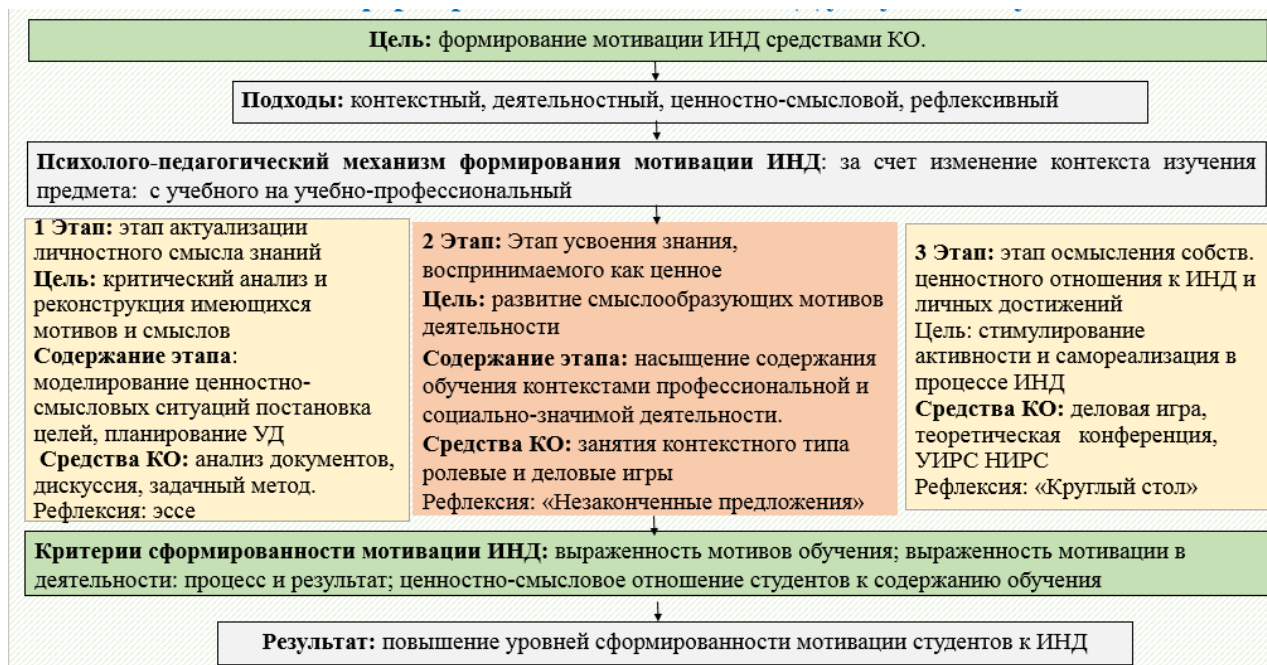 Цель: формирование мотивации ИНД средствами КО.
Подходы: контекстный, деятельностный, ценностно-смысловой, рефлексивный
Психолого-педагогический механизм формирования мотивации ИНД: за счет изменение контекста изучения
предмета: с учебного на учебно-профессиональный
1 Этап: этап актуализации
личностного смысла знаний
Цель: критический анализ и
реконструкция имеющихся
мотивов и смыслов
Содержание этапа:
моделирование ценностно-
смысловых ситуаций постановка
целей, планирование УД
Средства КО: анализ документов,
дискуссия, задачный метод.
Рефлексия: эссе
2 Этап: Этап усвоения знания,
воспринимаемого как ценное
Цель: развитие смыслообразующих мотивов
деятельности
Содержание этапа: насыщение содержания
обучения контекстами профессиональной и
социально-значимой деятельности.
Средства КО: занятия контекстного типа
ролевые и деловые игры
Рефлексия: «Незаконченные предложения»
3 Этап: этап осмысления собств.
ценностного отношения к ИНД и
личных достижений
Цель: стимулирование
активности и самореализация в
процессе ИНД
Средства КО: деловая игра,
теоретическая конференция,
УИРС НИРС
Рефлексия: «Круглый стол»
Критерии сформированности мотивации ИНД: выраженность мотивов обучения; выраженность мотивации в
деятельности: процесс и результат; ценностно-смысловое отношение студентов к содержанию обучения
Результат: повышение уровней сформированности мотивации студентов к ИНД